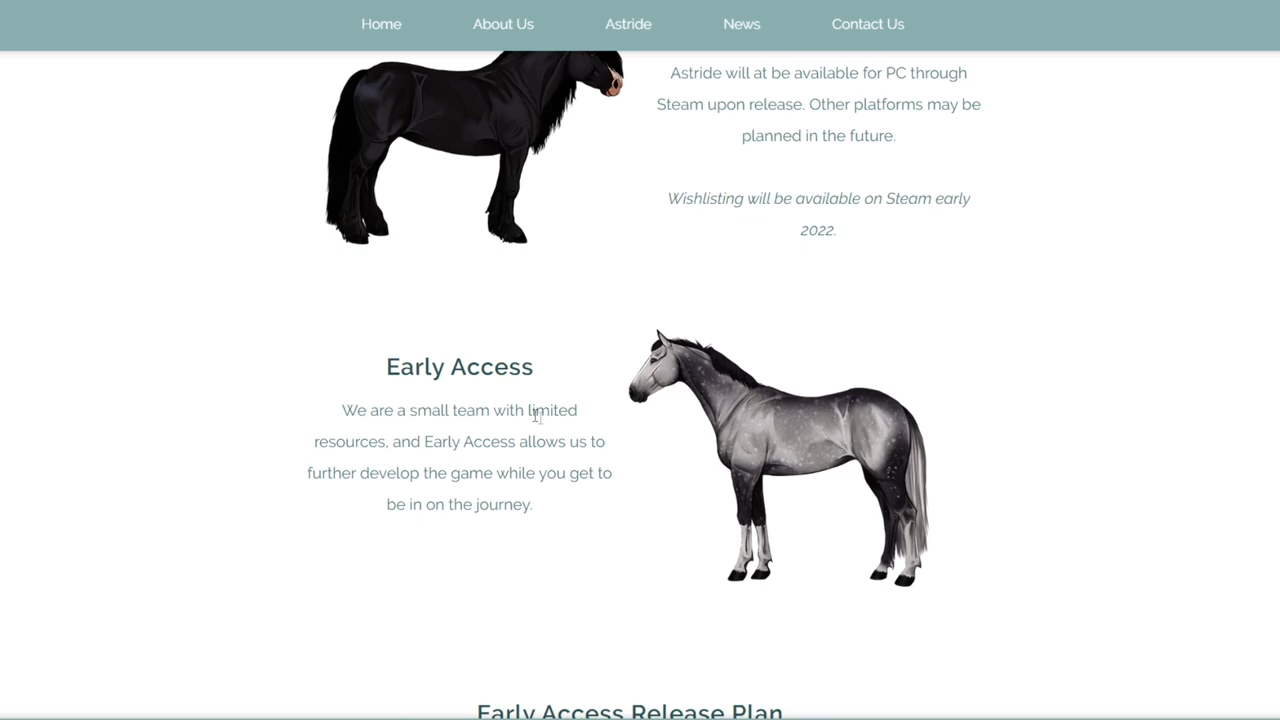 Home About Us Astride News Contact Us
Astride will at be available for PC through
Steam upon release. Other platforms may be
planned in the future.
Wishlisting will be available on Steam early
2022.
Early Access
We are a small team with limited
resources, and Early Access allows us to
further develop the game while you get to
be in on the journey.
Early Access Release Plan